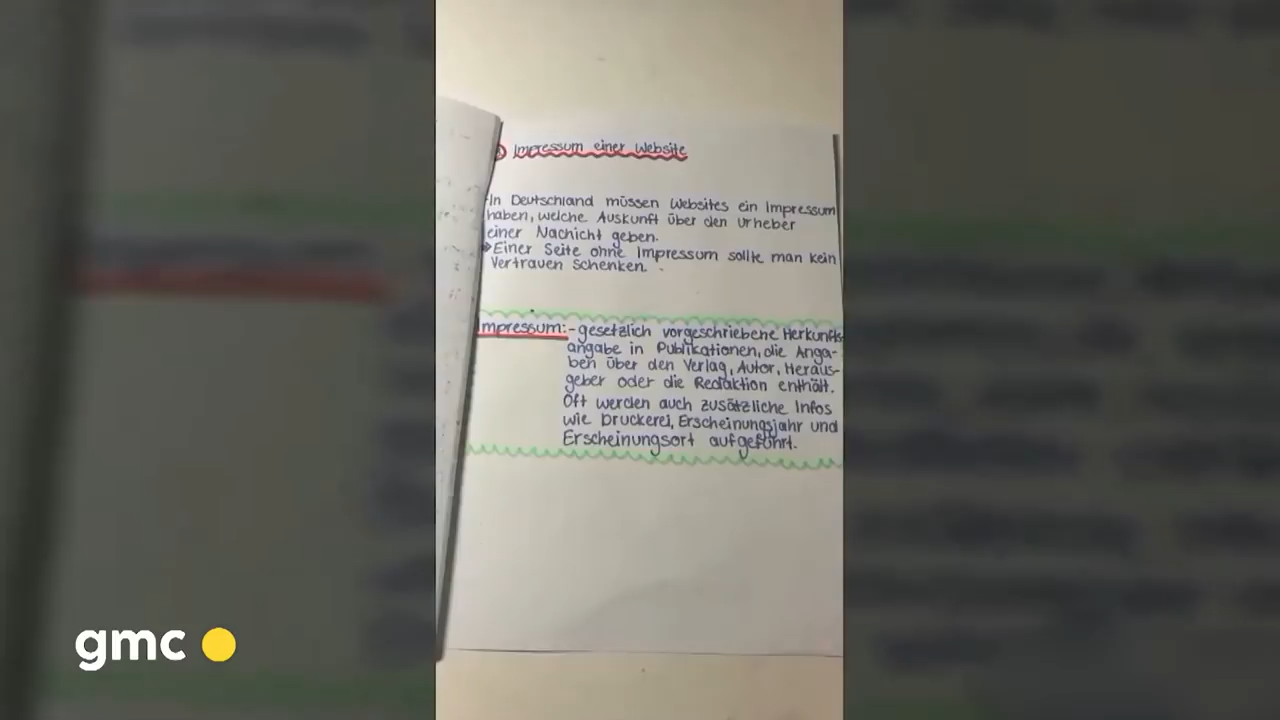 Impressum einer Website
In Deutschland müssen Websites ein Impressum
haben, welche Auskunft über den Urheber
einer Nachicht geben.
Einer Seite ohne Impressum sollte man kein
Vertrauen schenken.
Impressum: - gesetzlich vorgeschriebene Herkunfts-
angabe in Publikationen, die Anga-
ben über den Verlag, Autor, Heraus-
geber oder die Redaktion enthält.
Oft werden auch zusätzliche Infos
wie Druckerei, Erscheinungsjahr und
Erscheinungsort aufgeführt.
gmc